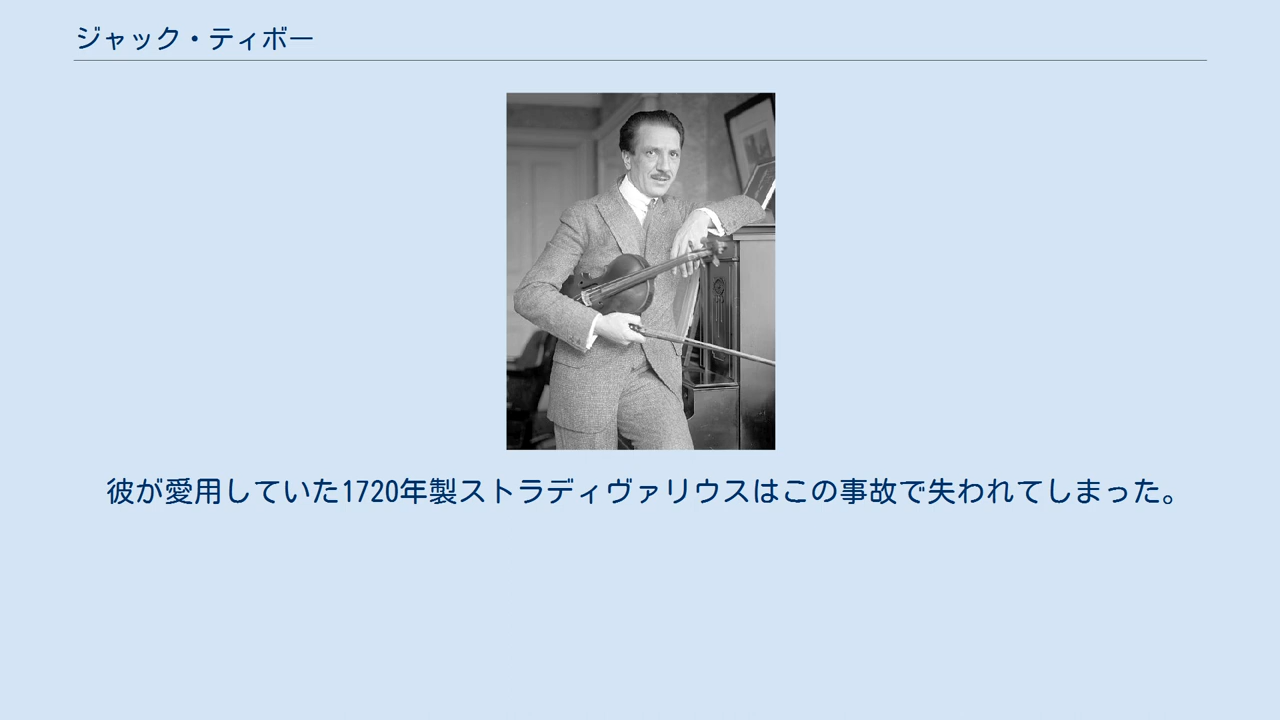 ジャック・ティボー
彼が愛用していた1720年製ストラディヴァリウスはこの事故で失われてしまった。